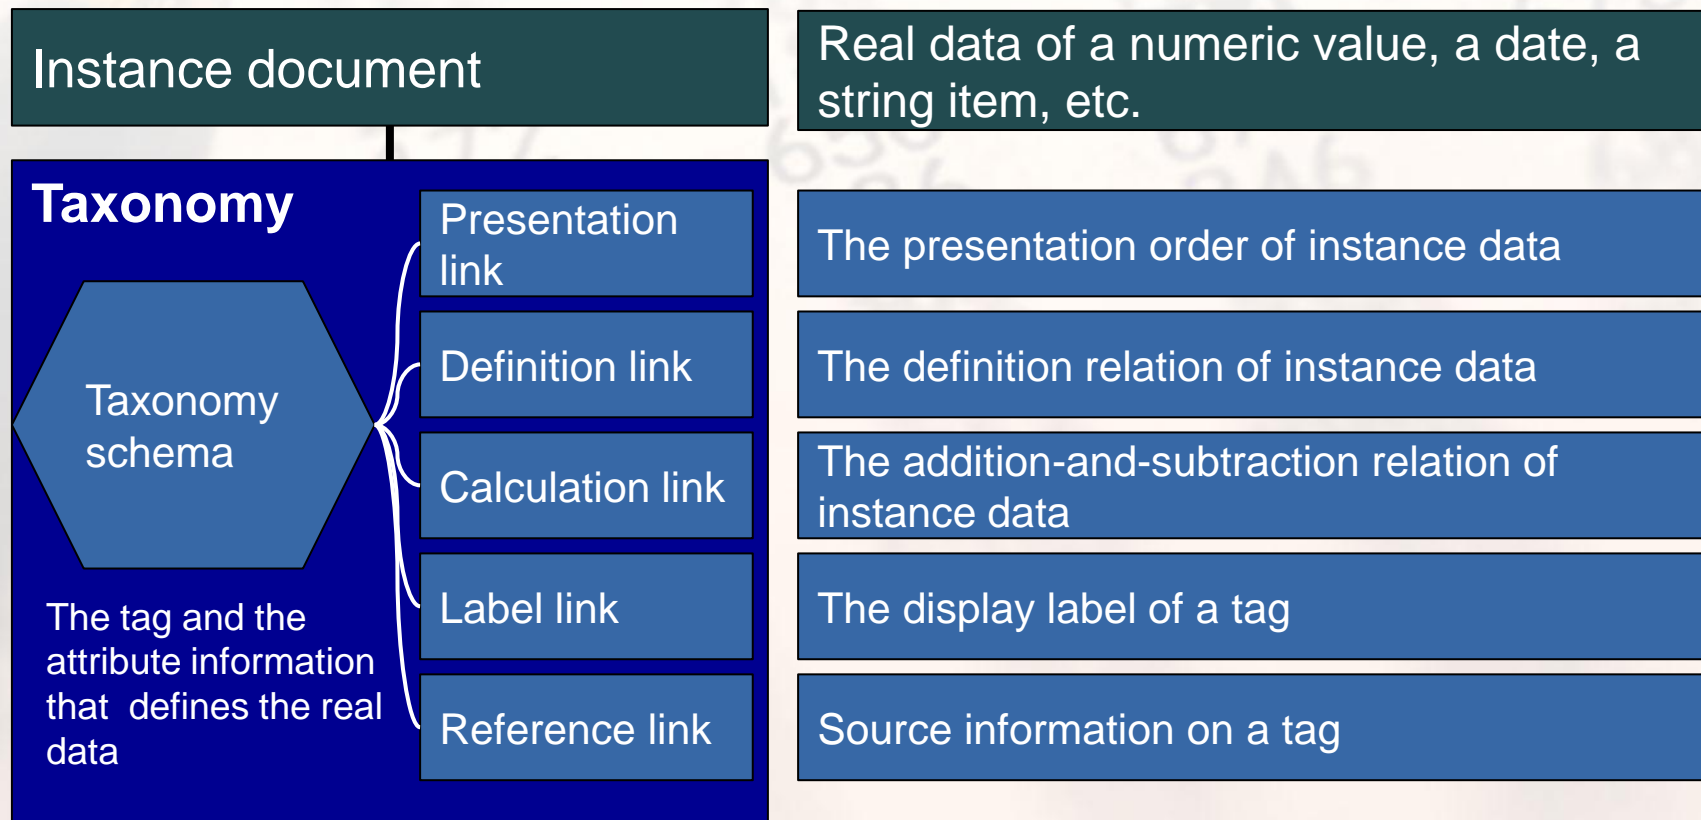 Instance document
Real data of a numeric value, a date, a
string item, etc.
Taxonomy
Taxonomy
schema
The tag and the
attribute information
that  defines the real
data
Presentation
link
The presentation order of instance data
Definition link
The definition relation of instance data
Calculation link
The addition-and-subtraction relation of
instance data
Label link
The display label of a tag
Reference link
Source information on a tag